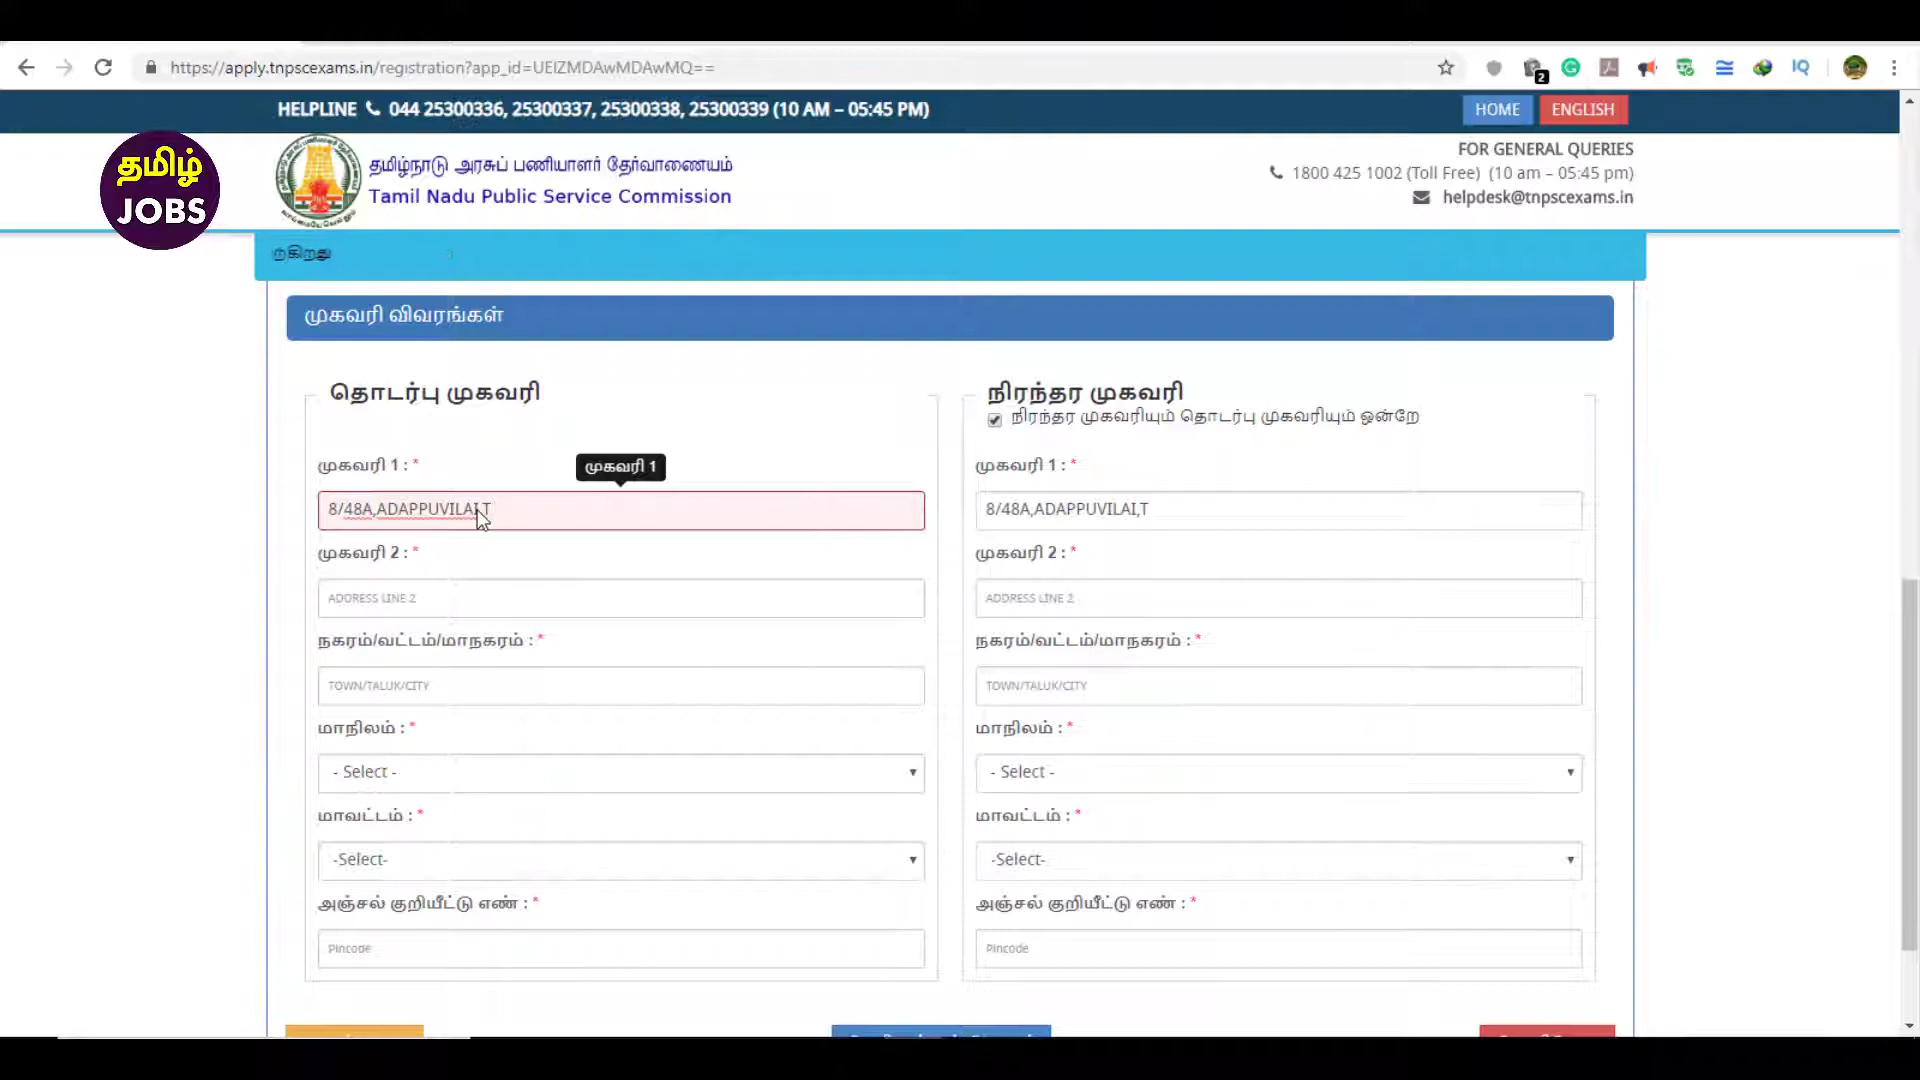 https://apply.tnpscexams.in/registration?app_id=UElZMDAwMDAwMQ==
2
IQ
HELPLINE 044 25300336, 25300337, 25300338, 25300339 (10 AM – 05:45 PM)
HOME
ENGLISH
தமிழ்
JOBS
தமிழ்நாடு அரசுப் பணியாளர் தேர்வாணையம்
Tamil Nadu Public Service Commission
FOR GENERAL QUERIES
1800 425 1002 (Toll Free) (10 am – 05:45 pm)
helpdesk@tnpscexams.in
முகவரி விவரங்கள்
தொடர்பு முகவரி
நிரந்தர முகவரி
நிரந்தர முகவரியும் தொடர்பு முகவரியும் ஒன்றே
முகவரி 1 : *
முகவரி 1
முகவரி 1 : *
8/48A,ADAPPUVILAI,T
8/48A,ADAPPUVILAI,T
முகவரி 2 : *
முகவரி 2 : *
ADDRESS LINE 2
ADDRESS LINE 2
நகரம்/வட்டம்/மாநகரம் : *
நகரம்/வட்டம்/மாநகரம் : *
TOWN/TALUK/CITY
TOWN/TALUK/CITY
மாநிலம் : *
மாநிலம் : *
- Select -
- Select -
மாவட்டம் : *
மாவட்டம் : *
-Select-
-Select-
அஞ்சல் குறியீட்டு எண் : *
அஞ்சல் குறியீட்டு எண் : *
Pincode
Pincode